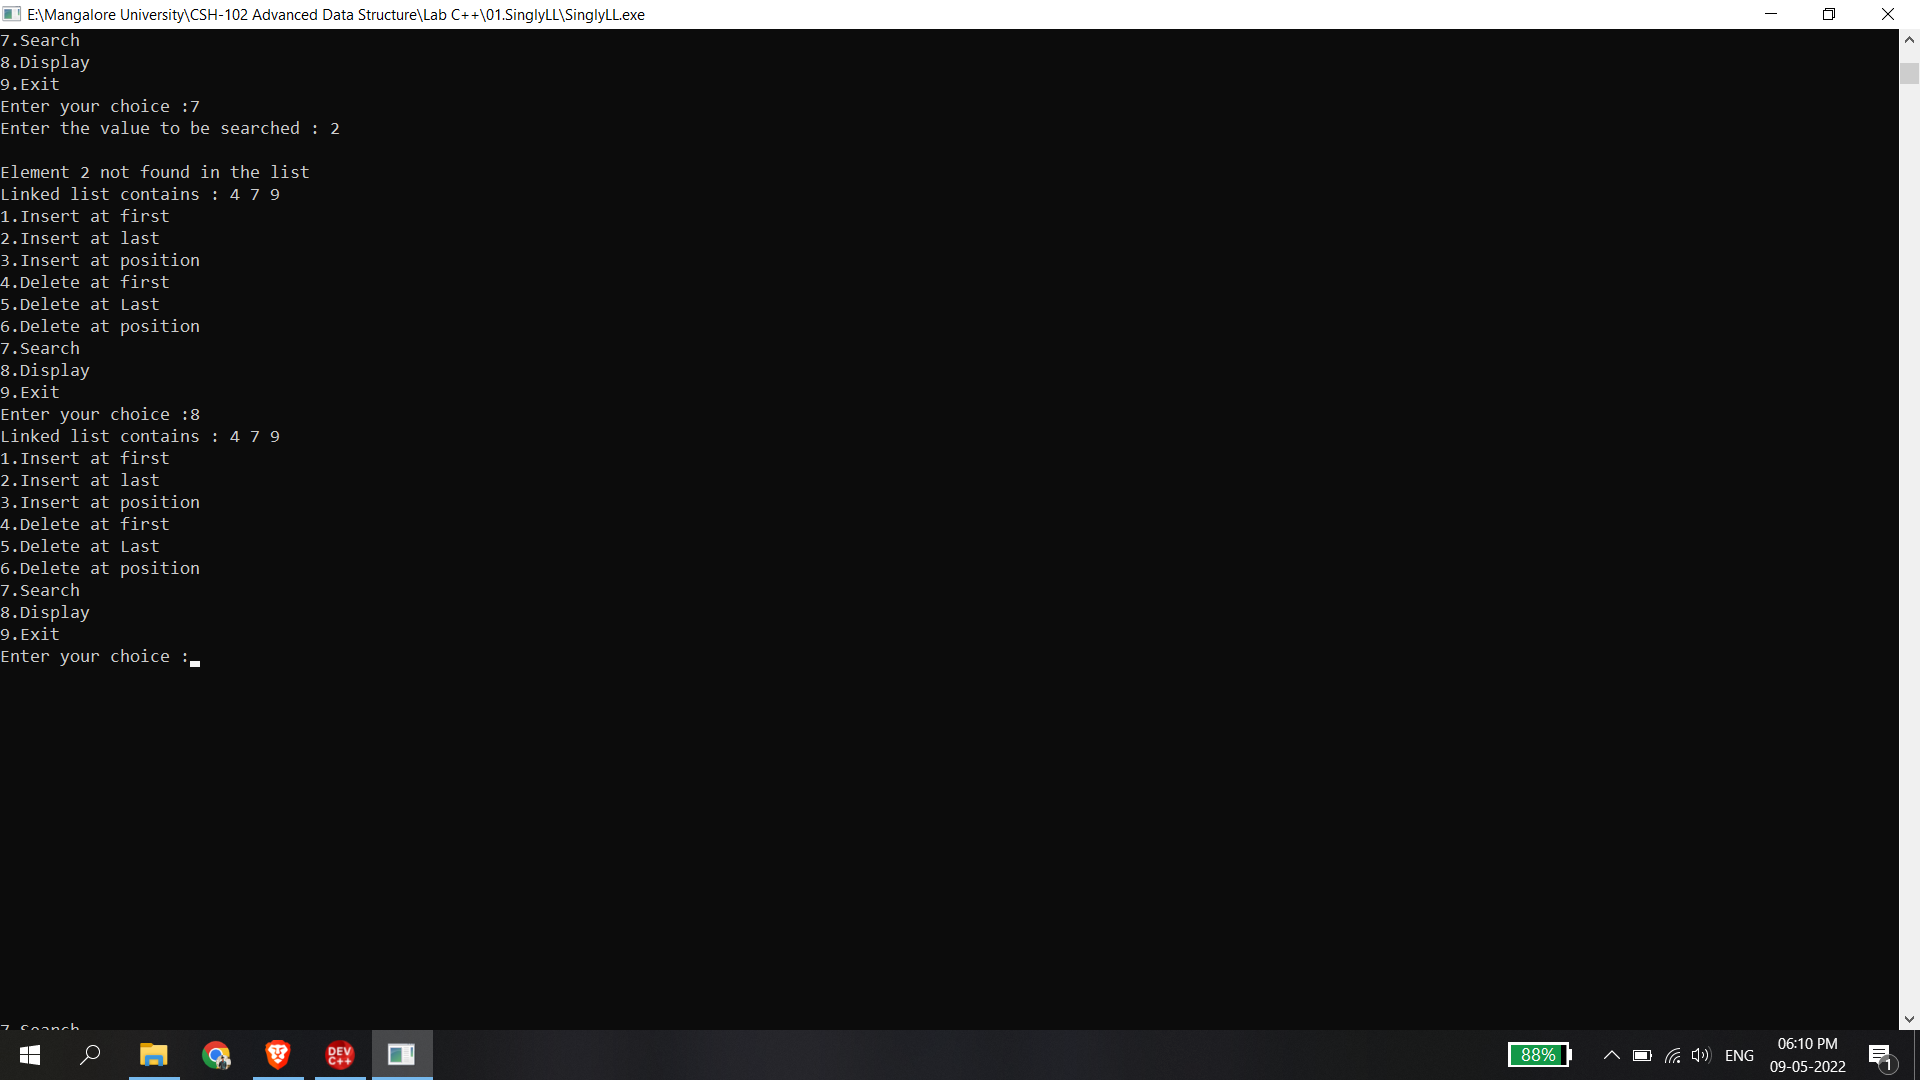 E:\Mangalore University\CSH-102 Advanced Data Structure\Lab C++\01.SinglyLL\SinglyLL.exe
7.Search
8.Display
9.Exit
Enter your choice :7
Enter the value to be searched : 2
Element 2 not found in the list
Linked list contains : 4 7 9
1.Insert at first
2.Insert at last
3.Insert at position
4.Delete at first
5.Delete at Last
6.Delete at position
7.Search
8.Display
9.Exit
Enter your choice :8
Linked list contains : 4 7 9
1.Insert at first
2.Insert at last
3.Insert at position
4.Delete at first
5.Delete at Last
6.Delete at position
7.Search
8.Display
9.Exit
Enter your choice :
7.Search
DEV
C++
88%
ENG
06:10 PM
09-05-2022
1